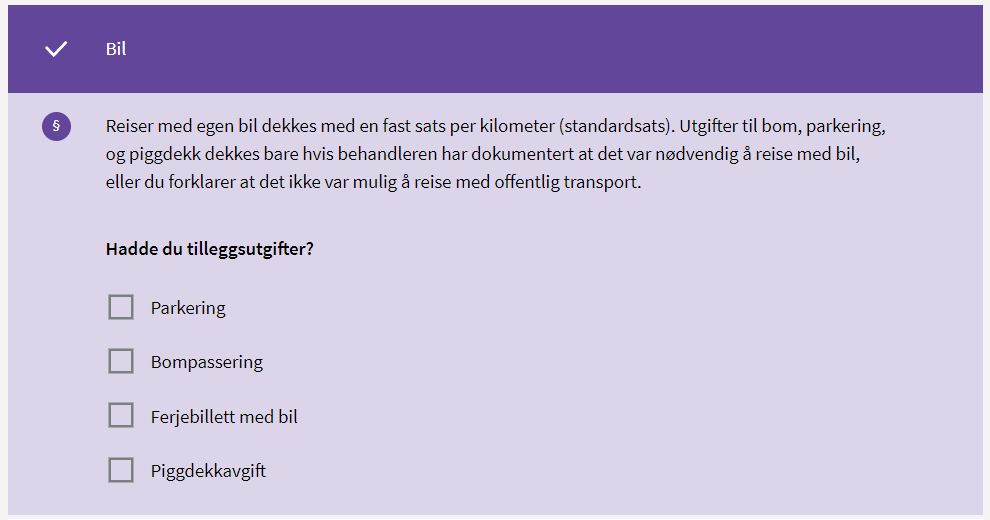 Bil
§
Reiser med egen bil dekkes med en fast sats per kilometer (standardsats). Utgifter til bom, parkering,
og piggdekk dekkes bare hvis behandleren har dokumentert at det var nødvendig å reise med bil,
eller du forklarer at det ikke var mulig å reise med offentlig transport.
Hadde du tilleggsutgifter?
Parkering
Bompassering
Ferjebillett med bil
Piggdekkavgift